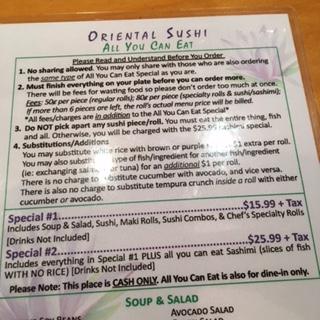 ORIENTAL SUSHI
ALL YOU CAN EAT
Please Read and Understand Before You Order
1. No sharing allowed. You may only share with those who are also ordering
the same type of All You Can Eat Special as you are.
2. Must finish everything on your plate before you can order more.
There will be fees for wasting food so please don't order too much at once.
Fees: 50¢ per piece (regular rolls); 80¢ per piece (specialty rolls & sushi/sashimi);
If more than 6 pieces are left, the roll's actual menu price will be billed.
*All fees/charges are in addition to the All You Can Eat Special*
3. Do NOT pick apart any sushi piece/roll. You must eat the entire thing, fish
and all. Otherwise, you will be charged with the $25.99 special.
4. Substitutions/Additions
You may substitute white rice with brown or purple $1 extra per roll.
You may also substitute type of fish/ingredient for another fish/ingredient
(ie: exchanging for tuna) for an additional $1 per roll.
There is no charge to substitute cucumber with avocado, and vice versa.
There is also no charge to substitute tempura crunch inside a roll with either
cucumber or avocado.
Special #1 $15.99 + Tax
Includes Soup & Salad, Sushi, Maki Rolls, Sushi Combos, & Chef's Specialty Rolls
[Drinks Not Included]
Special #2 $25.99 + Tax
Includes everything in Special #1 PLUS all you can eat Sashimi (slices of fish
WITH NO RICE) [Drinks Not Included]
Please Note: This place is CASH ONLY. All You Can Eat is also for dine-in only.
SOUP & SALAD
AVOCADO SALAD
BEANS